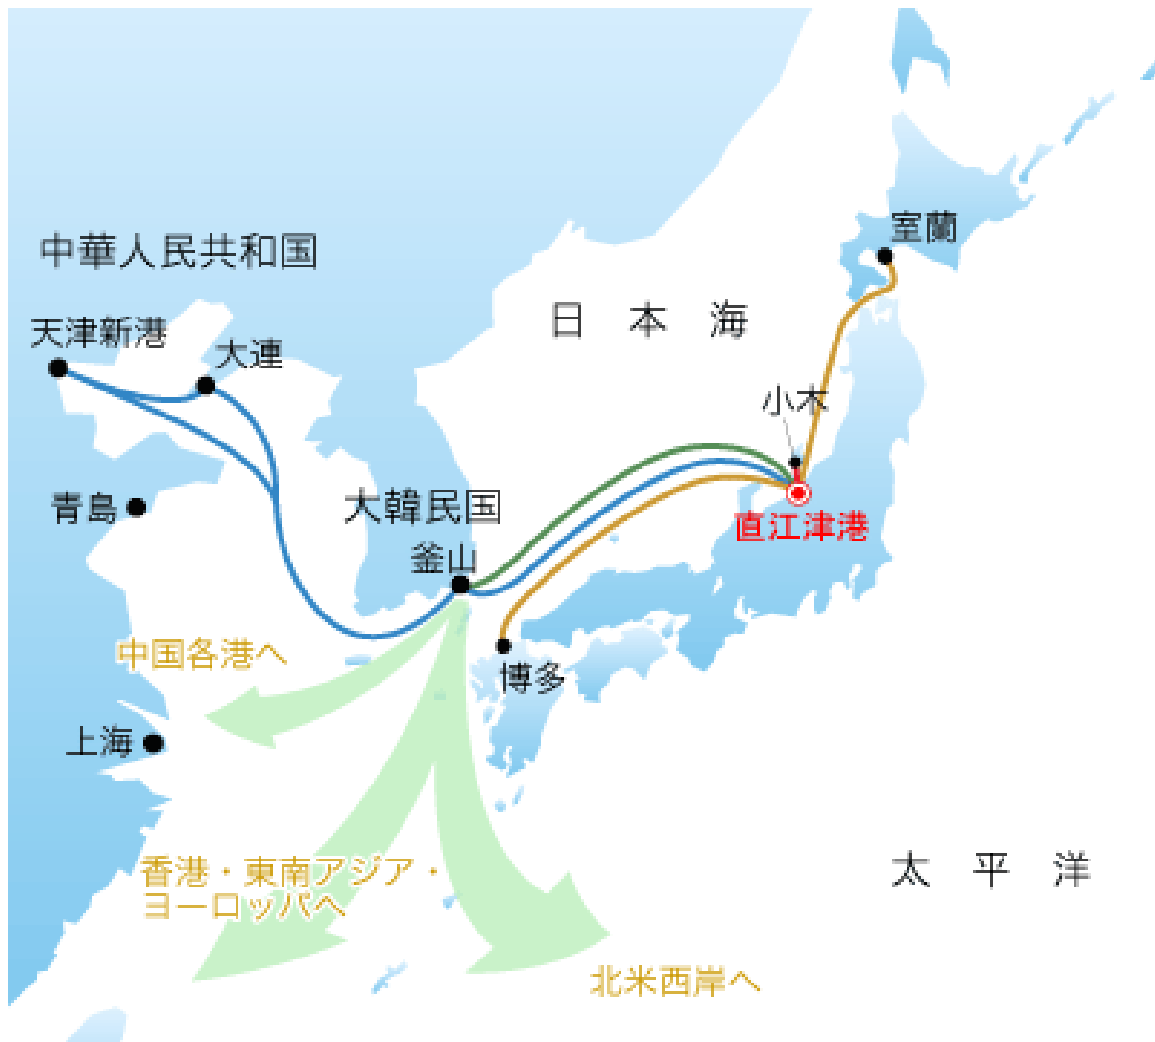 室蘭
中華人民共和国
日本海
天津新港
大連
小木
青島
大韓民国
直江津港
釜山
中国各港へ
博多
上海
香港・東南アジア・
ヨーロッパへ
太平洋
北米西岸へ